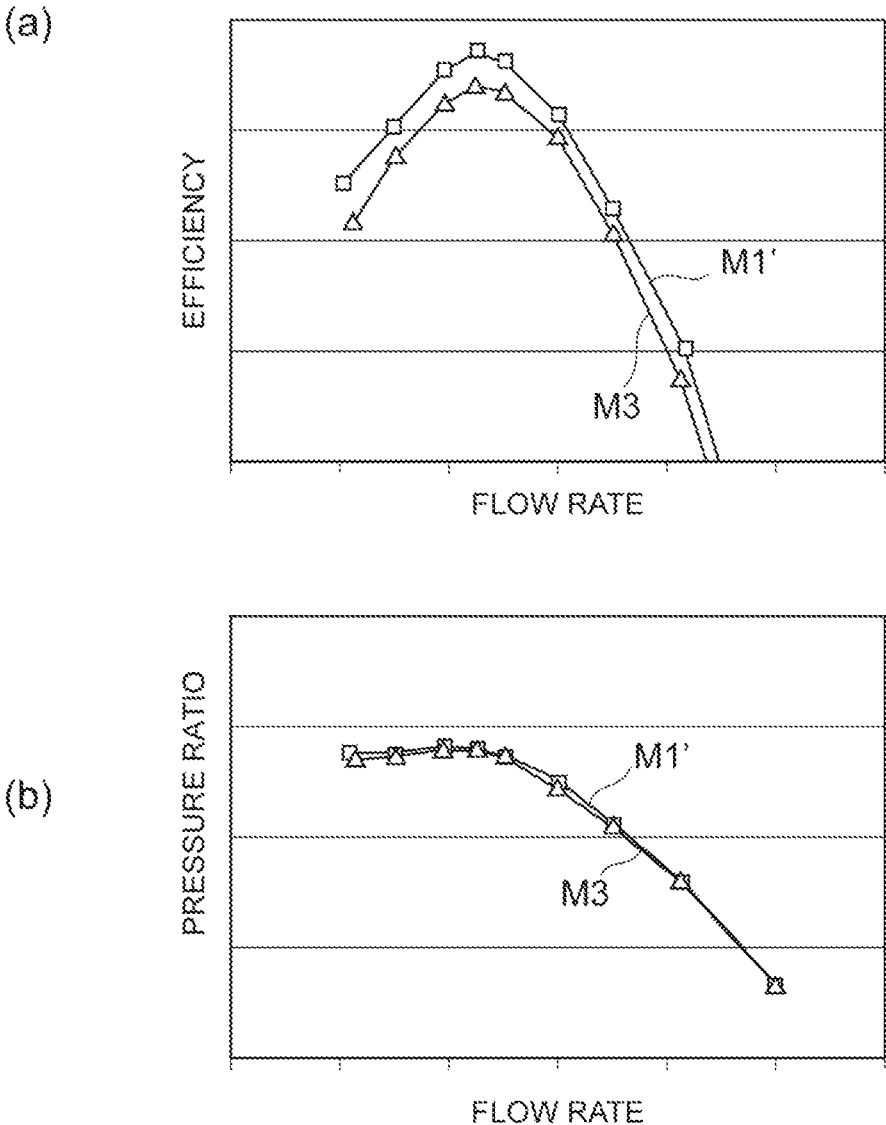 (a)
EFFICIENCY
M1’
M3
FLOW RATE
(b)
PRESSURE RATIO
M1’
M3
FLOW RATE